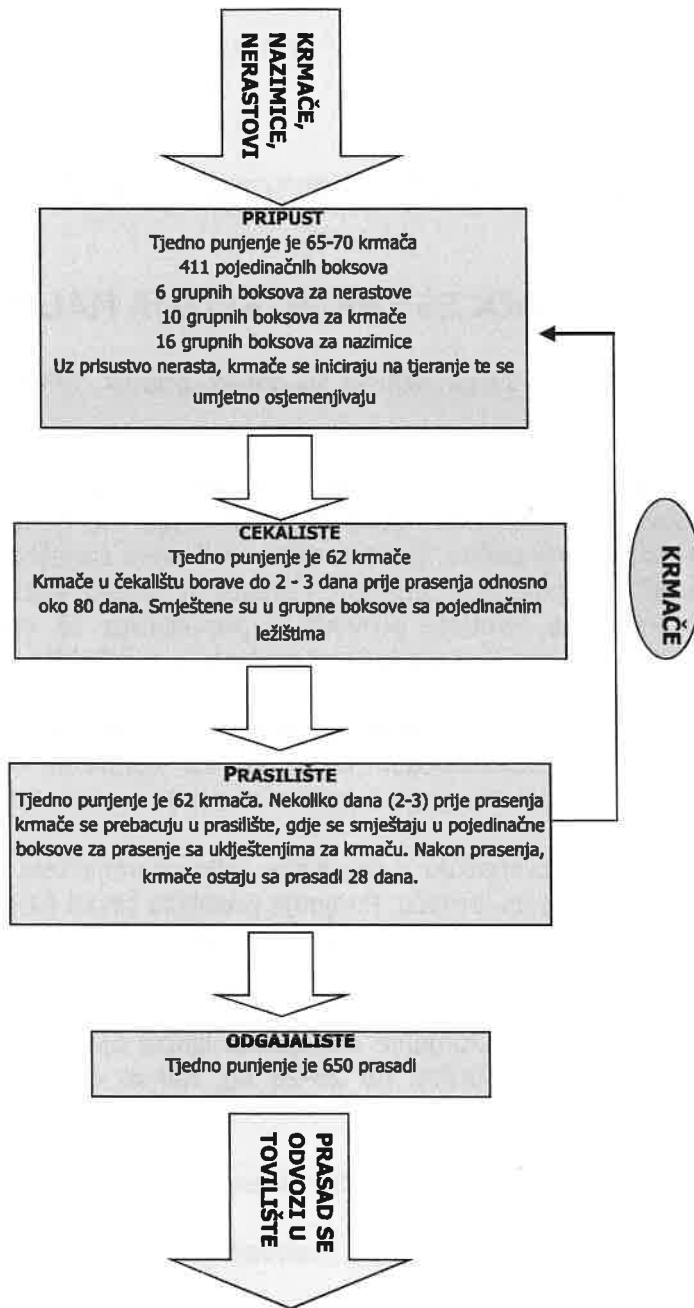 KRMAČE,
NAZIMICE,
NERASTOVI
PRIPUST
Tjedno punjenje je 65-70 krmača
411 pojedinačnih boksova
6 grupnih boksova za nerastove
10 grupnih boksova za krmače
16 grupnih boksova za nazimice
Uz prisustvo nerasta, krmače se iniciraju na tjeranje te se
umjetno osjemenjivaju
CEKALISTE
Tjedno punjenje je 62 krmače
Krmače u čekalištu borave do 2 - 3 dana prije prasenja odnosno
oko 80 dana. Smještene su u grupne boksove sa pojedinačnim
ležištima
KRMAČE
PRASILIŠTE
Tjedno punjenje je 62 krmača. Nekoliko dana (2-3) prije prasenja
krmače se prebacuju u prasilište, gdje se smještaju u pojedinačne
boksove za prasenje sa uklještenjima za krmaču. Nakon prasenja,
krmače ostaju sa prasadi 28 dana.
ODGAJALISTE
Tjedno punjenje je 650 prasadi
PRASAD SE
ODVOZI U
TOVILIŠTE